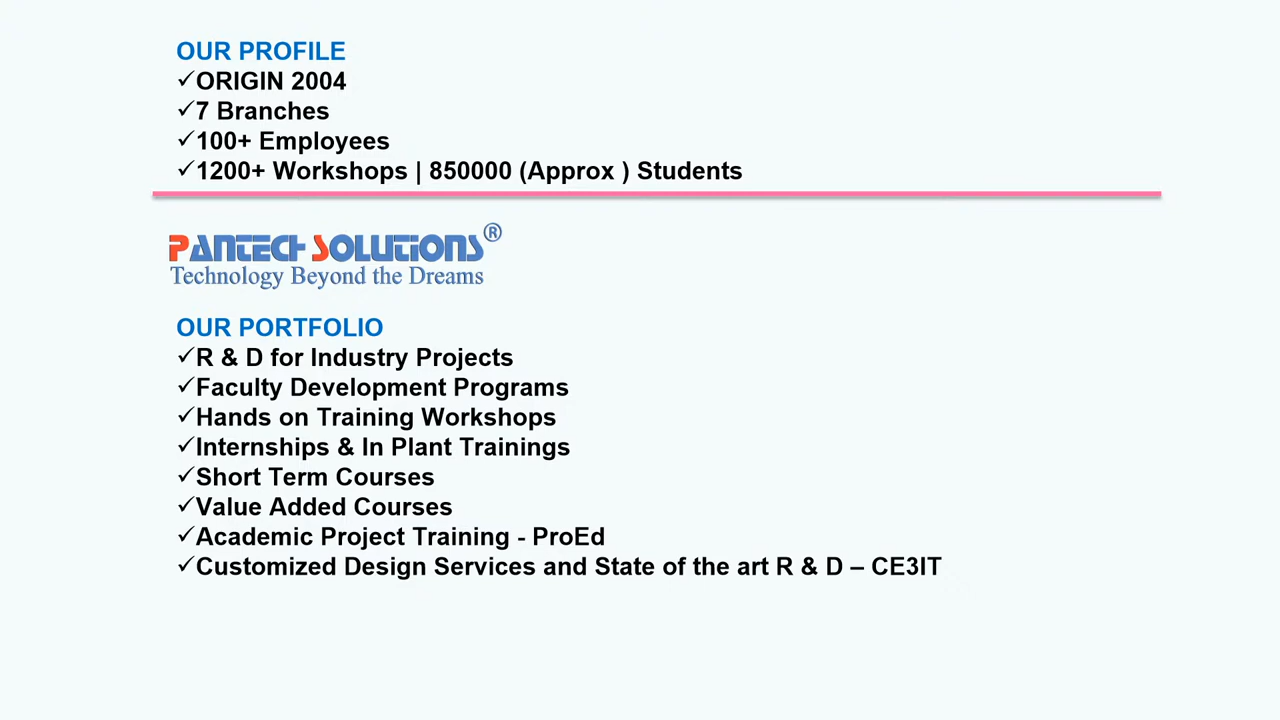 OUR PROFILE
✓ORIGIN 2004
✓7 Branches
✓100+ Employees
✓1200+ Workshops | 850000 (Approx ) Students
PANTECH SOLUTIONS®
Technology Beyond the Dreams
OUR PORTFOLIO
✓R & D for Industry Projects
✓Faculty Development Programs
✓Hands on Training Workshops
✓Internships & In Plant Trainings
✓Short Term Courses
✓Value Added Courses
✓Academic Project Training - ProEd
✓Customized Design Services and State of the art R & D – CE3IT